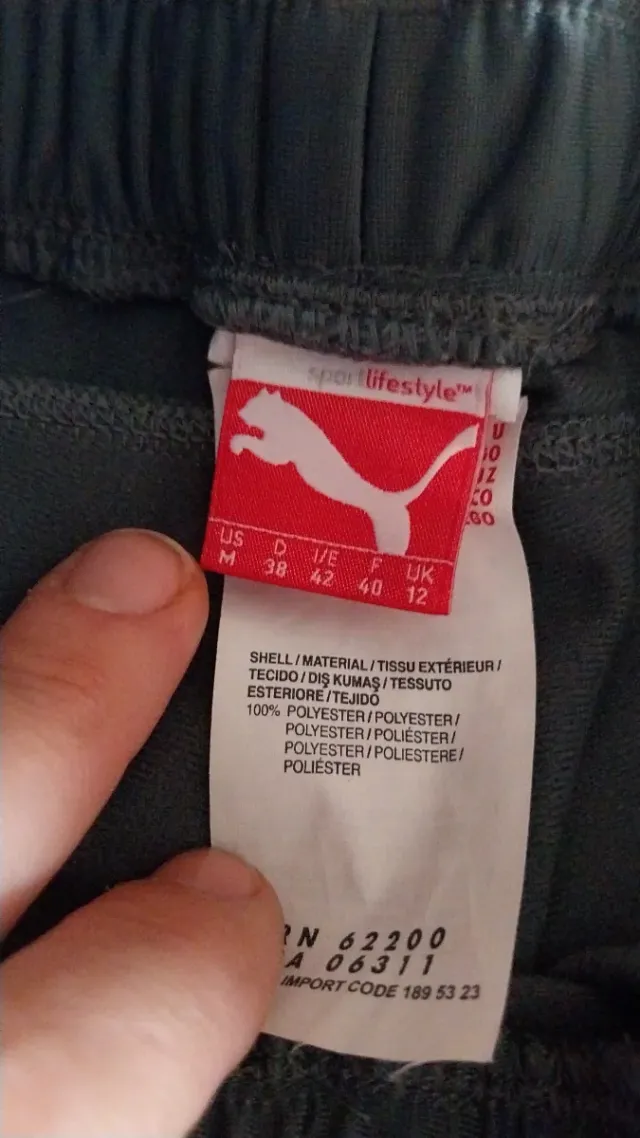 sportlifestyle™
US D I/E F UK
M 38 42 40 12
SHELL / MATERIAL / TISSU EXTÉRIEUR /
TECIDO / DIŞ KUMAŞ / TESSUTO
ESTERIORE / TEJIDO
100% POLYESTER / POLYESTER /
POLYESTER / POLIÉSTER /
POLYESTER / POLIESTERE /
POLIÉSTER
RN 62200
A 06311
IMPORT CODE 189 53 23